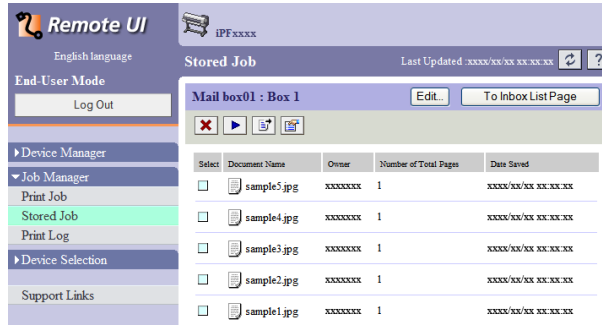 Remote UI
English language
End-User Mode
Log Out
Device Manager
Job Manager
Print Job
Stored Job
Print Log
Device Selection
Support Links
iPFxxxx
Stored Job
Last Updated :xxxx/xx/xx xx:xx:xx
?
Mail box01 : Box 1
Edit...
To Inbox List Page
Select Document Name Owner Number of Total Pages Date Saved
sample5.jpg xxxxxxx 1 xxxx/xx/xx xx:xx:xx
sample4.jpg xxxxxxx 1 xxxx/xx/xx xx:xx:xx
sample3.jpg xxxxxxx 1 xxxx/xx/xx xx:xx:xx
sample2.jpg xxxxxxx 1 xxxx/xx/xx xx:xx:xx
sample1.jpg xxxxxxx 1 xxxx/xx/xx xx:xx:xx